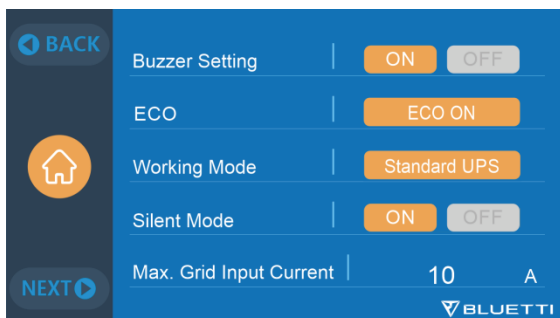 BACK
Buzzer Setting ON OFF
ECO ECO ON
Working Mode Standard UPS
Silent Mode ON OFF
Max. Grid Input Current 10 A
NEXT
BLUETTI